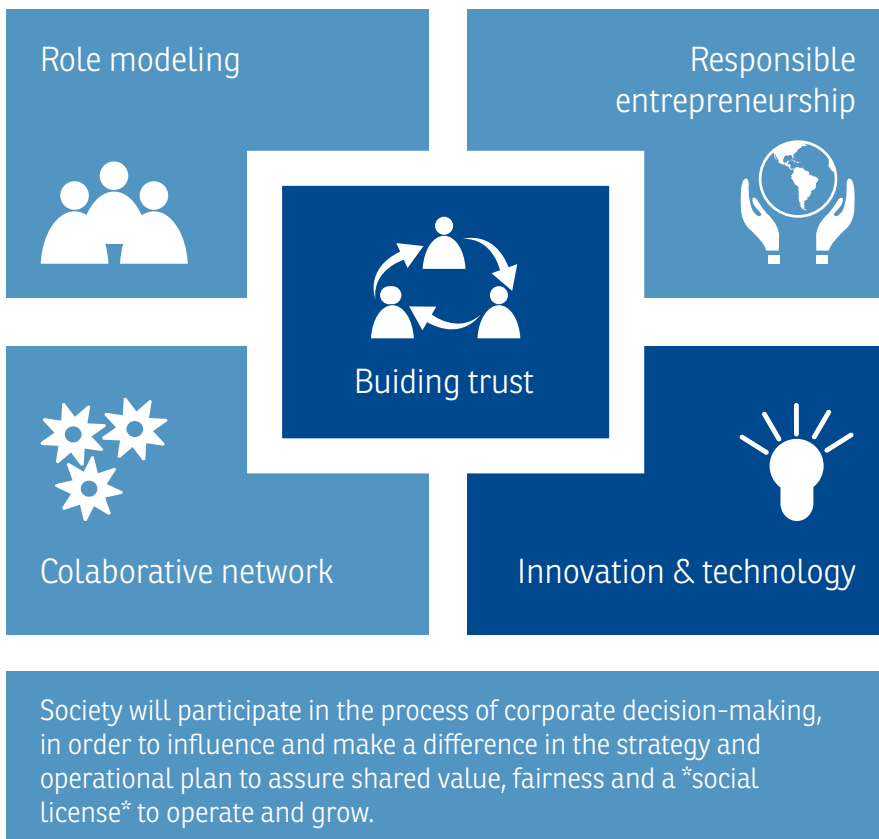 Role modeling
Responsible
entrepreneurship
Buiding trust
Colaborative network
Innovation & technology
Society will participate in the process of corporate decision-making,
in order to influence and make a difference in the strategy and
operational plan to assure shared value, fairness and a *social
license* to operate and grow.